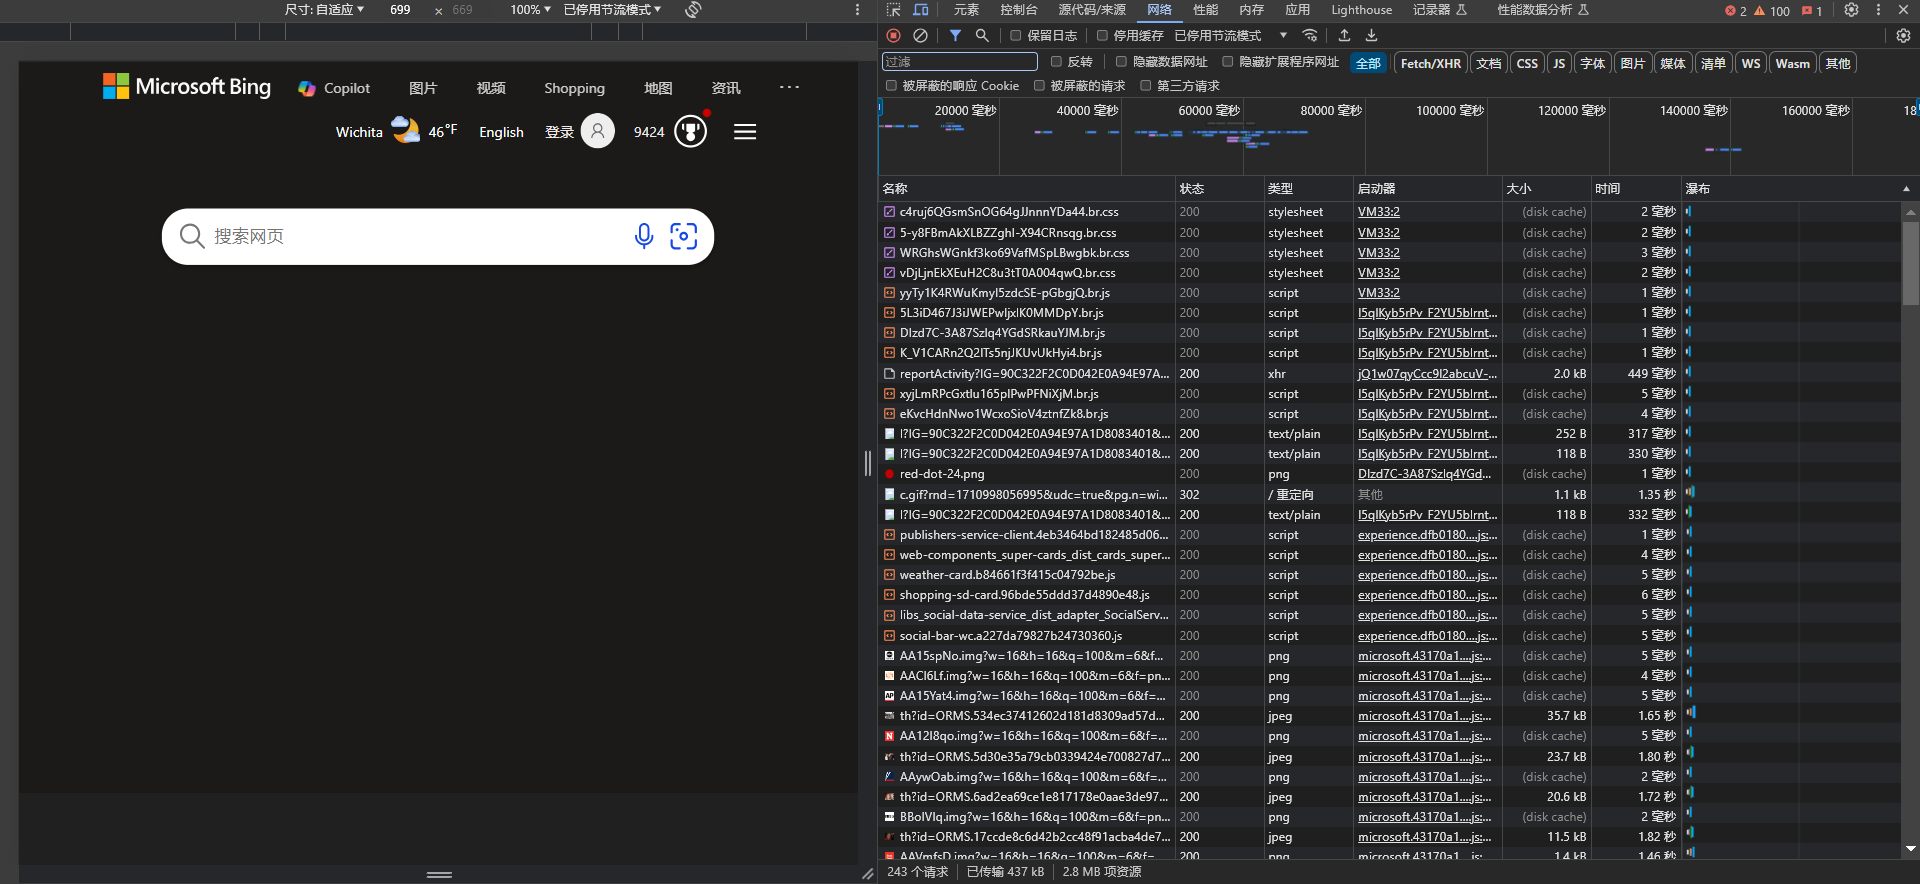 尺寸: 自适应 699 × 669 100% 已停用节流模式
元素 控制台 源代码/来源 网络 性能 内存 应用 Lighthouse 记录器 性能数据分析 2 100 1
保留日志 停用缓存 已停用节流模式
过滤 反转 隐藏数据网址 隐藏扩展程序网址 全部 Fetch/XHR 文档 CSS JS 字体 图片 媒体 清单 WS Wasm 其他
被屏蔽的响应 Cookie 被屏蔽的请求 第三方请求
20000 毫秒 40000 毫秒 60000 毫秒 80000 毫秒 100000 毫秒 120000 毫秒 140000 毫秒 160000 毫秒 18
Microsoft Bing Copilot 图片 视频 Shopping 地图 资讯 ...
Wichita 46°F English 登录 9424
搜索网页
名称 状态 类型 启动器 大小 时间 瀑布
c4ruj6QGsmSnOG64gJJnnnYDa44.br.css 200 stylesheet VM33:2 (disk cache) 2 毫秒
5-y8FBmAkXLBZZghI-X94CRnsqg.br.css 200 stylesheet VM33:2 (disk cache) 2 毫秒
WRGhsWGnkf3ko69VafMSpLBwgbk.br.css 200 stylesheet VM33:2 (disk cache) 3 毫秒
vDjLjnEkXEuH2C8u3tT0A004qwQ.br.css 200 stylesheet VM33:2 (disk cache) 2 毫秒
yyTy1K4RWuKmyI5zdcSE-pGbgjQ.br.js 200 script VM33:2 (disk cache) 1 毫秒
5L3iD467J3iJWEPwIjxlK0MMDpY.br.js 200 script I5qlKyb5rPv_F2YU5blrnt... (disk cache) 1 毫秒
DIzd7C-3A87SzIq4YGdSRkauYJM.br.js 200 script I5qlKyb5rPv_F2YU5blrnt... (disk cache) 1 毫秒
K_V1CARn2Q2lTs5njJKUvUkHyi4.br.js 200 script I5qlKyb5rPv_F2YU5blrnt... (disk cache) 1 毫秒
reportActivity?IG=90C322F2C0D042E0A94E97A... 200 xhr jQ1w07qyCcc9I2abcuV-... 2.0 kB 449 毫秒
xyjLmRPcGxtIu165plPwPFNiXjM.br.js 200 script I5qlKyb5rPv_F2YU5blrnt... (disk cache) 5 毫秒
eKvcHdnNwo1WcxoSioV4ztnfZk8.br.js 200 script I5qlKyb5rPv_F2YU5blrnt... (disk cache) 4 毫秒
l?IG=90C322F2C0D042E0A94E97A1D8083401&... 200 text/plain I5qlKyb5rPv_F2YU5blrnt... 252 B 317 毫秒
l?IG=90C322F2C0D042E0A94E97A1D8083401&... 200 text/plain I5qlKyb5rPv_F2YU5blrnt... 118 B 330 毫秒
red-dot-24.png 200 png DIzd7C-3A87SzIq4YGd... (disk cache) 1 毫秒
c.gif?rnd=1710998056995&udc=true&pg.n=wi... 302 / 重定向 其他 1.1 kB 1.35 秒
l?IG=90C322F2C0D042E0A94E97A1D8083401&... 200 text/plain I5qlKyb5rPv_F2YU5blrnt... 118 B 332 毫秒
publishers-service-client.4eb3464bd182485d06... 200 script experience.dfb0180....js:... (disk cache) 1 毫秒
web-components_super-cards_dist_cards_super... 200 script experience.dfb0180....js:... (disk cache) 4 毫秒
weather-card.b84661f3f415c04792be.js 200 script experience.dfb0180....js:... (disk cache) 5 毫秒
shopping-sd-card.96bde55ddd37d4890e48.js 200 script experience.dfb0180....js:... (disk cache) 6 毫秒
libs_social-data-service_dist_adapter_SocialServ... 200 script experience.dfb0180....js:... (disk cache) 5 毫秒
social-bar-wc.a227da79827b24730360.js 200 script experience.dfb0180....js:... (disk cache) 5 毫秒
AA15spNo.img?w=16&h=16&q=100&m=6&f... 200 png microsoft.43170a1....js:... (disk cache) 5 毫秒
AACI6Lf.img?w=16&h=16&q=100&m=6&f=pn... 200 png microsoft.43170a1....js:... (disk cache) 4 毫秒
AA15Yat4.img?w=16&h=16&q=100&m=6&f=... 200 png microsoft.43170a1....js:... (disk cache) 5 毫秒
th?id=ORMS.534ec37412602d181d8309ad57d... 200 jpeg microsoft.43170a1....js:... 35.7 kB 1.65 秒
AA12I8qo.img?w=16&h=16&q=100&m=6&f=... 200 png microsoft.43170a1....js:... (disk cache) 5 毫秒
th?id=ORMS.5d30e35a79cb0339424e700827d7... 200 jpeg microsoft.43170a1....js:... 23.7 kB 1.80 秒
AAywOab.img?w=16&h=16&q=100&m=6&f=... 200 png microsoft.43170a1....js:... (disk cache) 2 毫秒
th?id=ORMS.6ad2ea69ce1e817178e0aae3de97... 200 jpeg microsoft.43170a1....js:... 20.6 kB 1.72 秒
BBoIVIq.img?w=16&h=16&q=100&m=6&f=pn... 200 png microsoft.43170a1....js:... (disk cache) 2 毫秒
th?id=ORMS.17ccde8c6d42b2cc48f91acba4de7... 200 jpeg microsoft.43170a1....js:... 11.5 kB 1.82 秒
AAVmfsD.img?w=16&h=16&q=100&m=6&f=... 200 png microsoft.43170a1....js:... 1.4 kB 1.46 秒
243 个请求 已传输 437 kB 2.8 MB 项资源